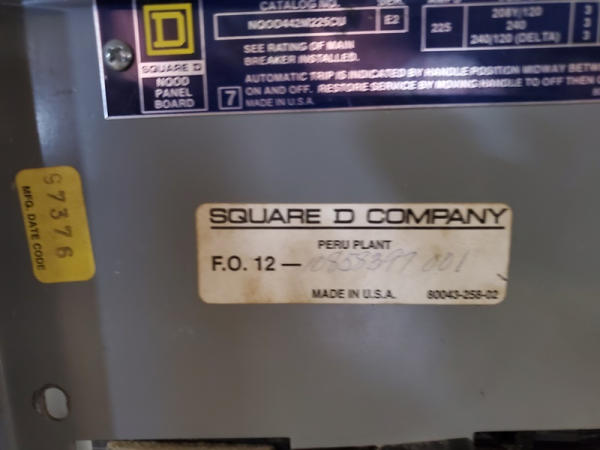 CATALOG NO.
SER.
NQOD442M225CU
E2
225
208Y/120
240
240/120 (DELTA)
3
3
3
SEE RATING OF MAIN
BREAKER INSTALLED.
D
SQUARE D
NQOD
PANEL
BOARD
AUTOMATIC TRIP IS INDICATED BY HANDLE POSITION MIDWAY
7
ON AND OFF. RESTORE SERVICE BY MOVING HANDLE TO OFF THEN
MADE IN U.S.A.
MFG. DATE CODE
G7376
SQUARE D COMPANY
PERU PLANT
F.O. 12 —
001
MADE IN U.S.A.
80043-258-02